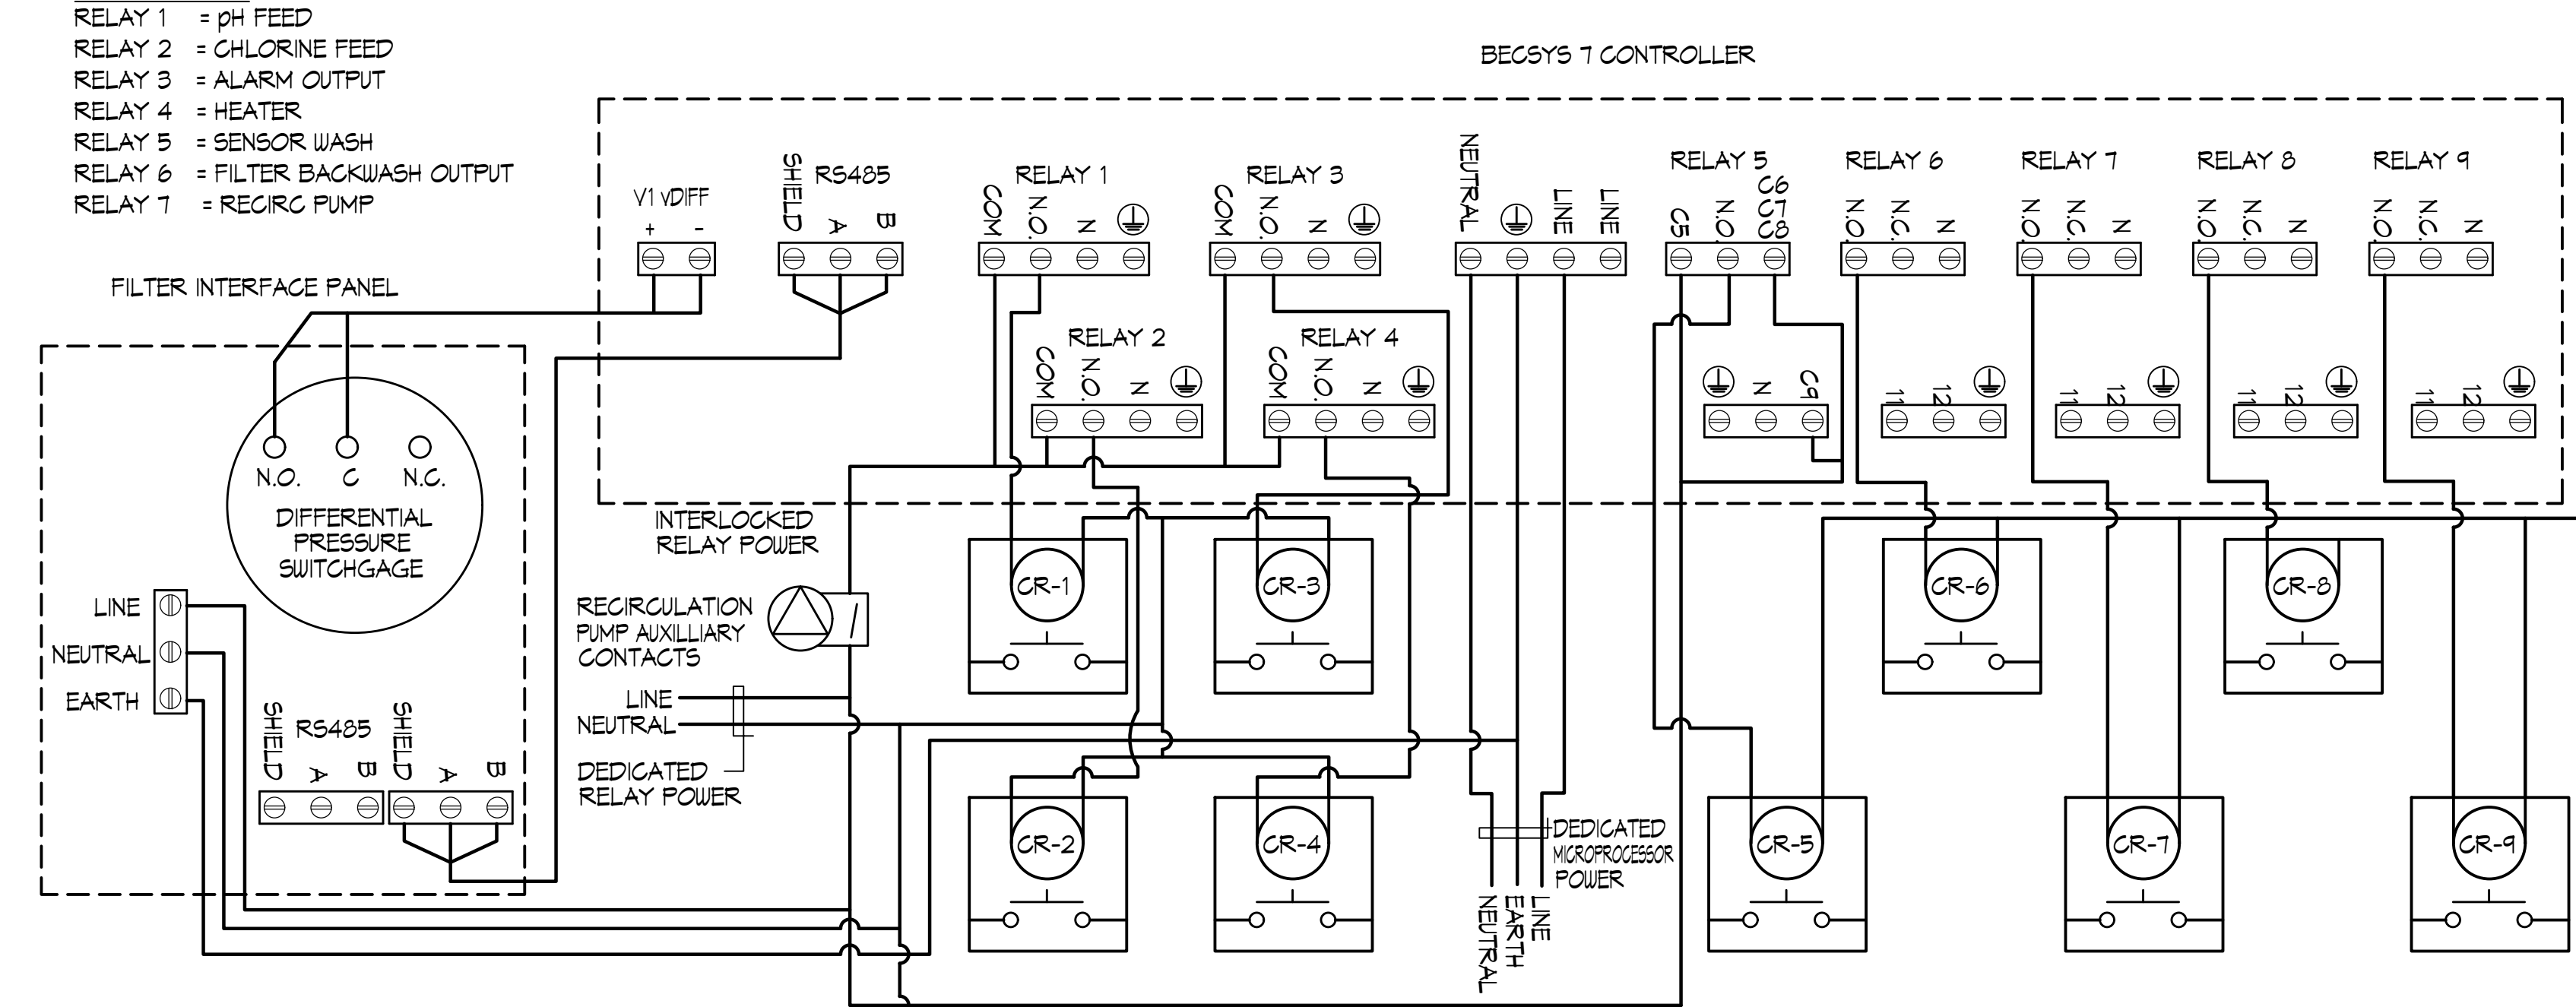 RELAY 1 = pH FEED
RELAY 2 = CHLORINE FEED
RELAY 3 = ALARM OUTPUT
RELAY 4 = HEATER
RELAY 5 = SENSOR WASH
RELAY 6 = FILTER BACKWASH OUTPUT
RELAY 7 = RECIRC PUMP
BECSYS 7 CONTROLLER
V1 vDIFF
+ -
SHIELD RS485 A B
RELAY 1
COM N.O. N
RELAY 3
COM N.O. N
NEUTRAL LINE LINE
RELAY 5
C5 N.O. C6 C7 C8
RELAY 6
N.O. N.C. N
RELAY 7
N.O. N.C. N
RELAY 8
N.O. N.C. N
RELAY 9
N.O. N.C. N
RELAY 2
COM N.O. N
RELAY 4
COM N.O. N
N C9
11 12
11 12
11 12
11 12
FILTER INTERFACE PANEL
N.O. C N.C.
DIFFERENTIAL
PRESSURE
SWITCHGAGE
LINE
NEUTRAL
EARTH
SHIELD RS485 A B
SHIELD A B
INTERLOCKED
RELAY POWER
RECIRCULATION
PUMP AUXILLIARY
CONTACTS
LINE
NEUTRAL
DEDICATED
RELAY POWER
CR-1
CR-3
CR-6
CR-8
CR-2
CR-4
CR-5
CR-7
CR-9
DEDICATED
MICROPROCESSOR
POWER
NEUTRAL
EARTH
LINE